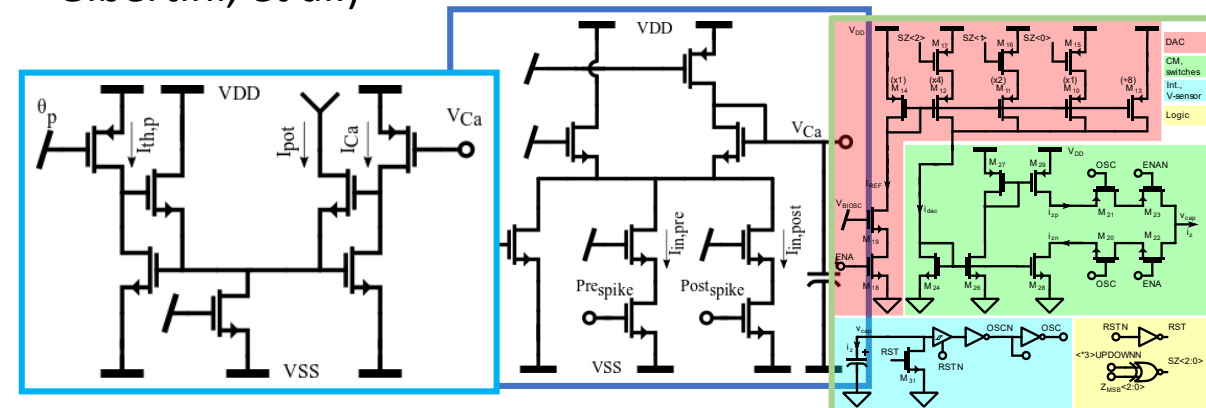 θp
VDD
Ith,p
Ipot
ICa
VCa
VSS
VDD
VCa
Iin,pre
Iin,post
Prespike
Postspike
VSS
VDD
SZ<2>
M17
SZ<1>
M16
SZ<0>
M15
DAC
CM,
switches
Int.,
V-sensor
Logic
(x1)
M14
(x4)
M12
(x2)
M11
(x1)
M10
(÷8)
M13
IREF
VBIOSC
M19
ENA
M18
idac
M27
M29
VDD
OSC
ENAN
izp
M21
M23
vcap
iz
izn
M20
M22
OSC
ENA
M24
M26
M28
vcap
iz
+
RST
M31
RSTN
OSCN
OSC
RSTN
RST
<*3>UPDOWNN
SZ<2:0>
ZMSB<2:0>